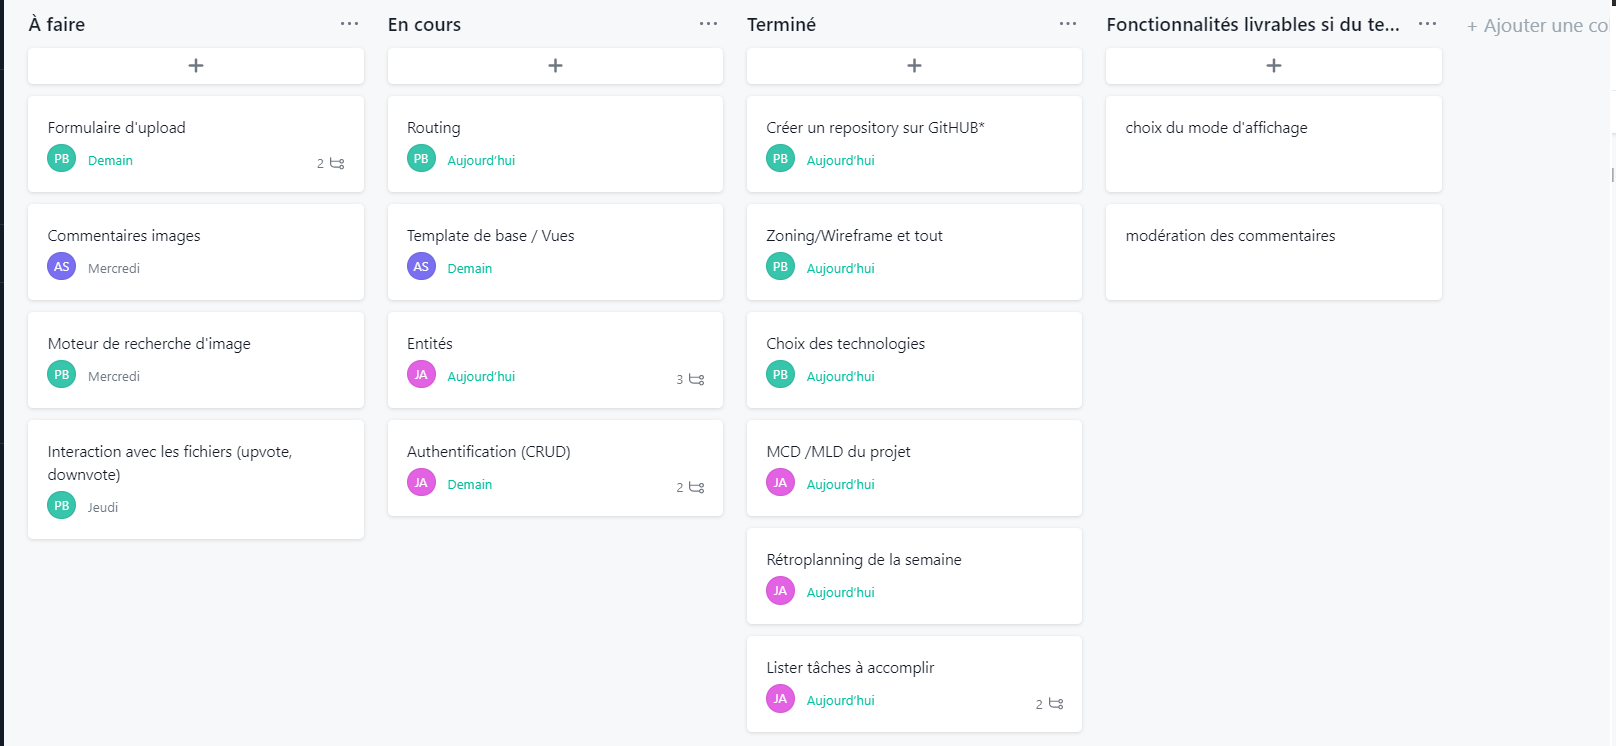 À faire
Formulaire d'upload
PB Demain 2
Commentaires images
AS Mercredi
Moteur de recherche d'image
PB Mercredi
Interaction avec les fichiers (upvote,
downvote)
PB Jeudi
En cours
Routing
PB Aujourd'hui
Template de base / Vues
AS Demain
Entités
JA Aujourd'hui 3
Authentification (CRUD)
JA Demain 2
Terminé
Créer un repository sur GitHUB*
PB Aujourd'hui
Zoning/Wireframe et tout
PB Aujourd'hui
Choix des technologies
PB Aujourd'hui
MCD /MLD du projet
JA Aujourd'hui
Rétroplanning de la semaine
JA Aujourd'hui
Lister tâches à accomplir
JA Aujourd'hui 2
Fonctionnalités livrables si du te...
choix du mode d'affichage
modération des commentaires
+ Ajouter une co